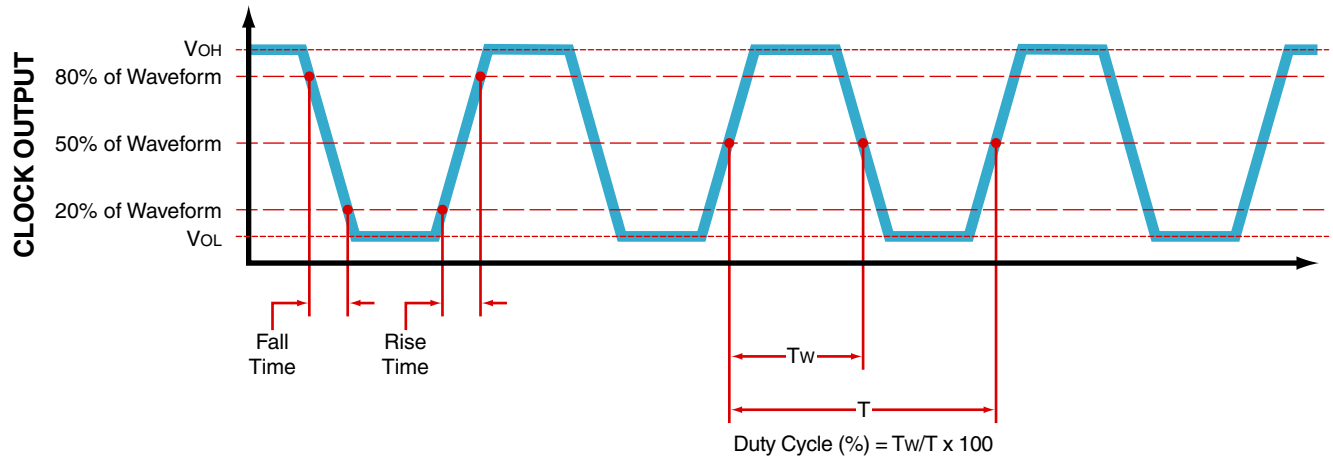 CLOCK OUTPUT
VOH
80% of Waveform
50% of Waveform
20% of Waveform
VOL
Fall
Time
Rise
Time
TW
T
Duty Cycle (%) = TW/T x 100